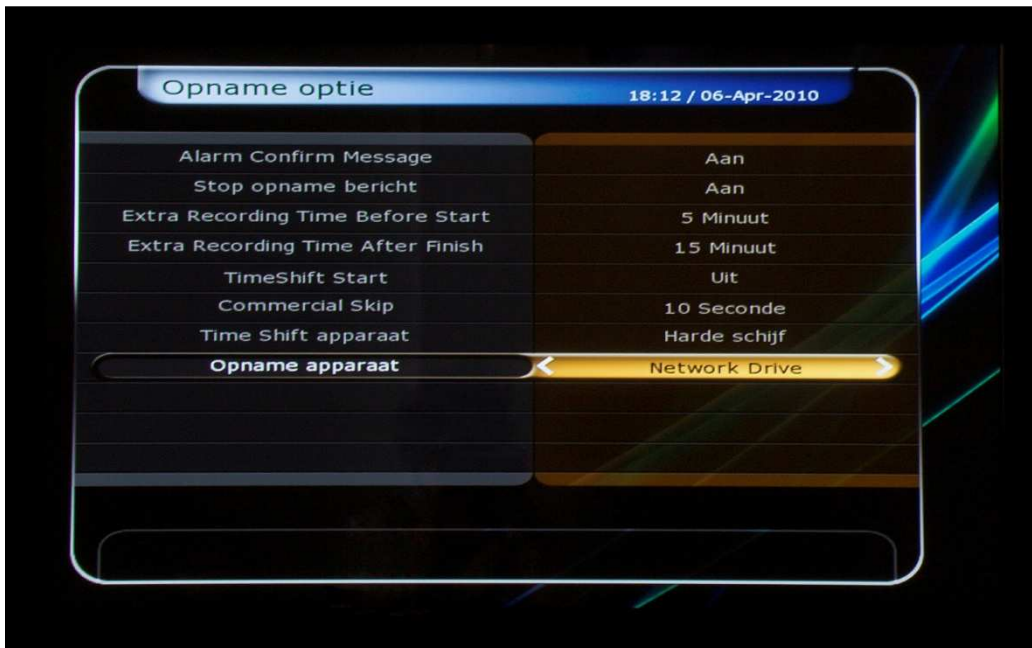 Opname optie 18:12 / 06-Apr-2010
Alarm Confirm Message Aan
Stop opname bericht Aan
Extra Recording Time Before Start 5 Minuut
Extra Recording Time After Finish 15 Minuut
TimeShift Start Uit
Commercial Skip 10 Seconde
Time Shift apparaat Harde schijf
Opname apparaat Network Drive